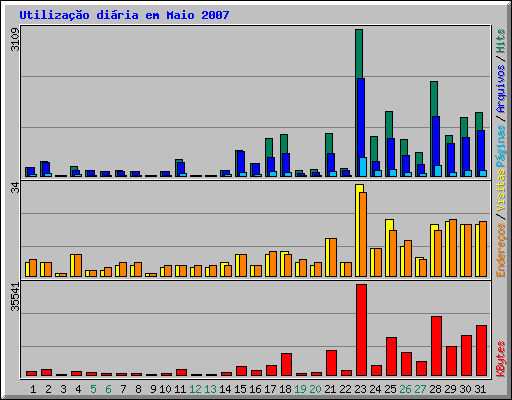 Utilização diária em Maio 2007
3109
34
35541
Endereços / Visitas Páginas / Arquivos / Hits
KBytes
1 2 3 4 5 6 7 8 9 10 11 12 13 14 15 16 17 18 19 20 21 22 23 24 25 26 27 28 29 30 31